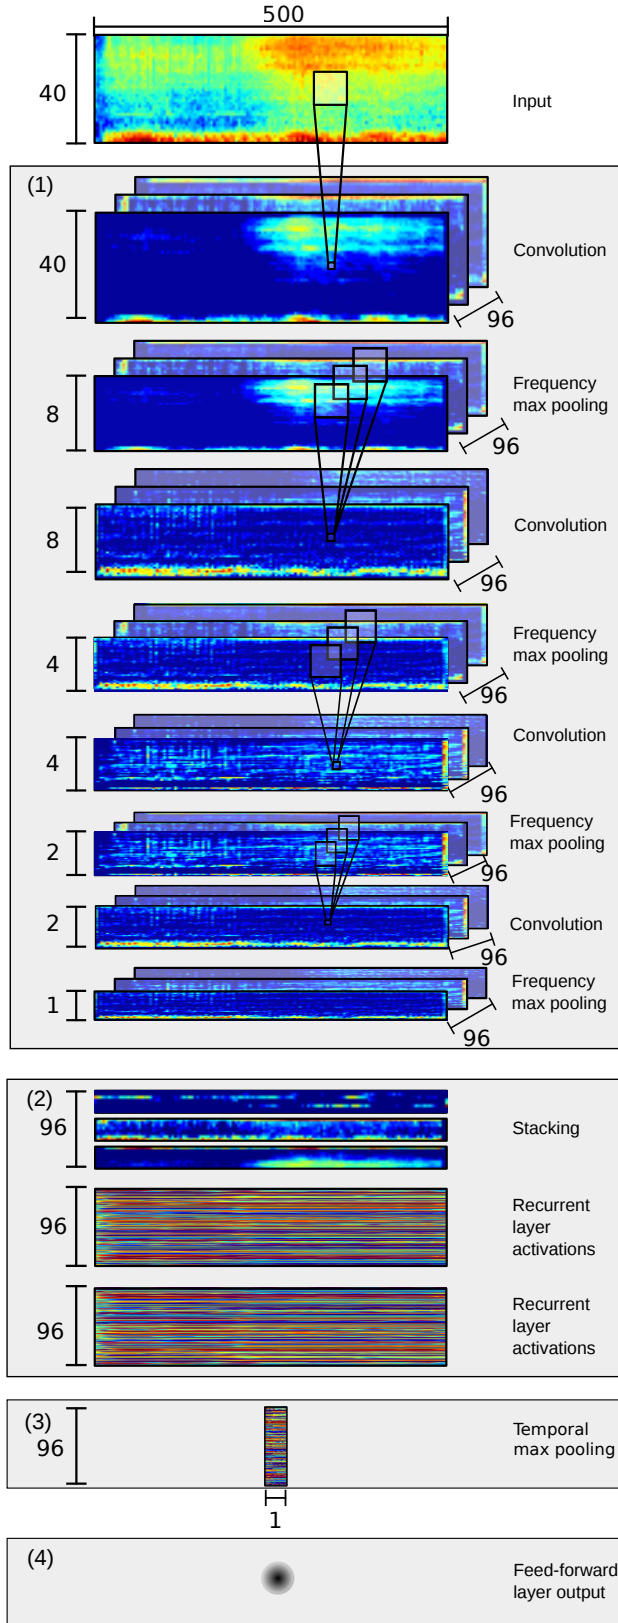 500
40
Input
(1)
40
Convolution
96
8
Frequency
max pooling
96
8
Convolution
96
4
Frequency
max pooling
96
4
Convolution
96
2
Frequency
max pooling
96
2
Convolution
96
1
Frequency
max pooling
96
(2)
96
Stacking
96
Recurrent
layer
activations
96
Recurrent
layer
activations
(3)
96
Temporal
max pooling
1
(4)
Feed-forward
layer output